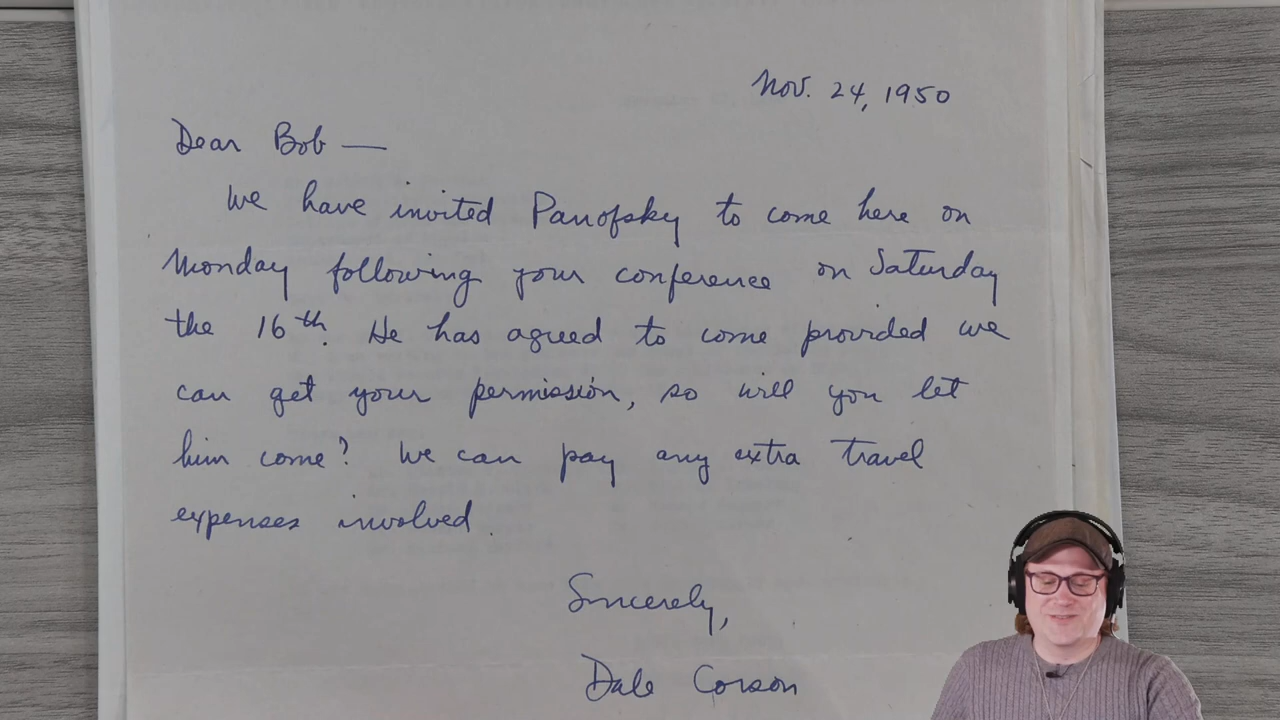 Nov. 24, 1950
Dear Bob —
We have invited Panofsky to come here on
Monday following your conference on Saturday
the 16th. He has agreed to come provided we
can get your permission, so will you let
him come? We can pay any extra travel
expenses involved.
Sincerely,
Dale Corson